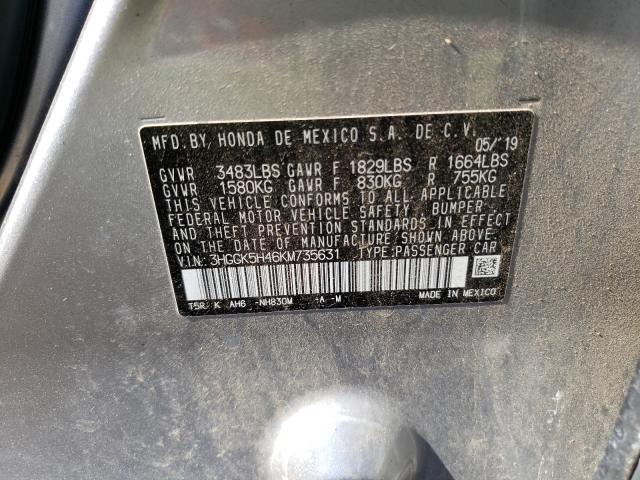 MFD. BY, HONDA DE MEXICO S.A. DE C.V. 05/'19
GVWR 3483LBS GAWR F 1829LBS R 1664LBS
GVWR 1580KG GAWR F 830KG R 755KG
THIS VEHICLE CONFORMS TO ALL APPLICABLE
FEDERAL MOTOR VEHICLE SAFETY, BUMPER
AND THEFT PREVENTION STANDARDS IN EFFECT
ON DATE OF MANUFACTURE SHOWN ABOVE.
V.I.N.: 3HGGK5H46KM735631 TYPE:PASSENGER CAR
T5R K AH6 -NH830M -A -M MADE IN MEXICO